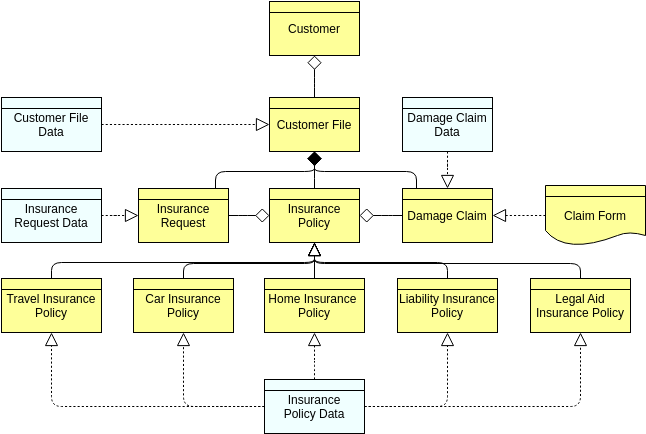 Customer
Customer File
Data
Customer File
Damage Claim
Data
Insurance
Request Data
Insurance
Request
Insurance
Policy
Damage Claim
Claim Form
Travel Insurance
Policy
Car Insurance
Policy
Home Insurance
Policy
Liability Insurance
Policy
Legal Aid
Insurance Policy
Insurance
Policy Data